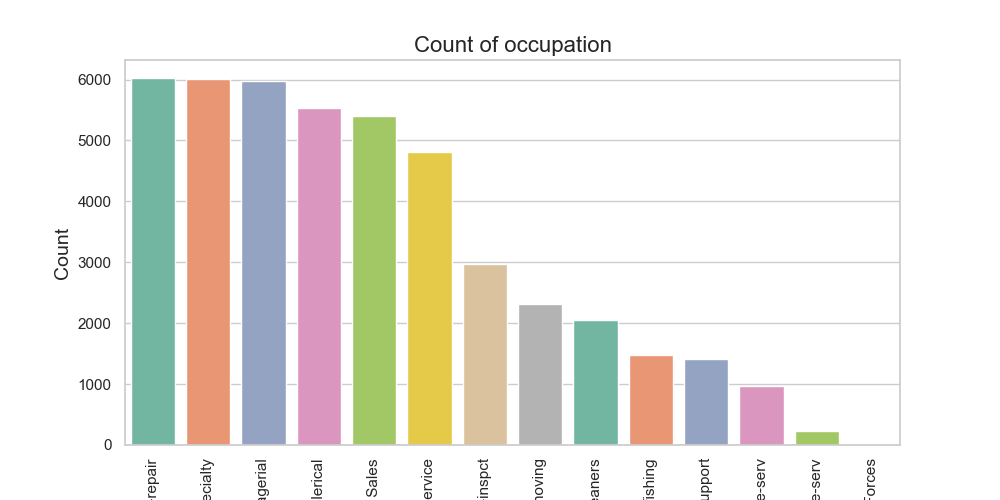 Count of occupation
Count
6000
5000
4000
3000
2000
1000
0
repair
ecialty
agerial
lerical
Sales
ervice
inspct
moving
eaners
ishing
upport
e-serv
e-serv
Forces